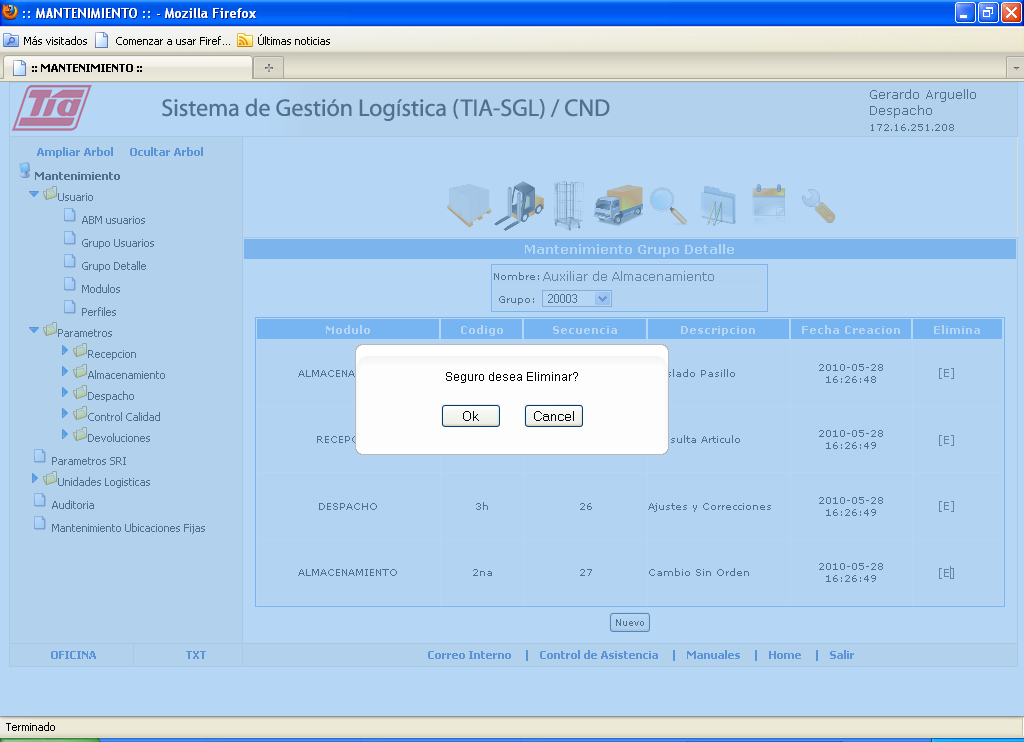 :: MANTENIMIENTO :: - Mozilla Firefox
Más visitados Comenzar a usar Firef... Últimas noticias
:: MANTENIMIENTO ::
Tía
Sistema de Gestión Logística (TIA-SGL) / CND
Gerardo Arguello
Despacho
172.16.251.208
Ampliar Arbol Ocultar Arbol
Mantenimiento
Usuario
ABM usuarios
Grupo Usuarios
Grupo Detalle
Modulos
Perfiles
Parametros
Recepcion
Almacenamiento
Despacho
Control Calidad
Devoluciones
Parametros SRI
Unidades Logisticas
Auditoria
Mantenimiento Ubicaciones Fijas
Mantenimiento Grupo Detalle
Nombre: Auxiliar de Almacenamiento
Grupo: 20003
Modulo Codigo Secuencia Descripcion Fecha Creacion Elimina
ALMACENA slado Pasillo 2010-05-28 16:26:48 [E]
RECEPC sulta Articulo 2010-05-28 16:26:49 [E]
DESPACHO 3h 26 Ajustes y Correcciones 2010-05-28 16:26:49 [E]
ALMACENAMIENTO 2na 27 Cambio Sin Orden 2010-05-28 16:26:49 [E]
Seguro desea Eliminar?
Ok Cancel
Nuevo
OFICINA TXT Correo Interno | Control de Asistencia | Manuales | Home | Salir
Terminado